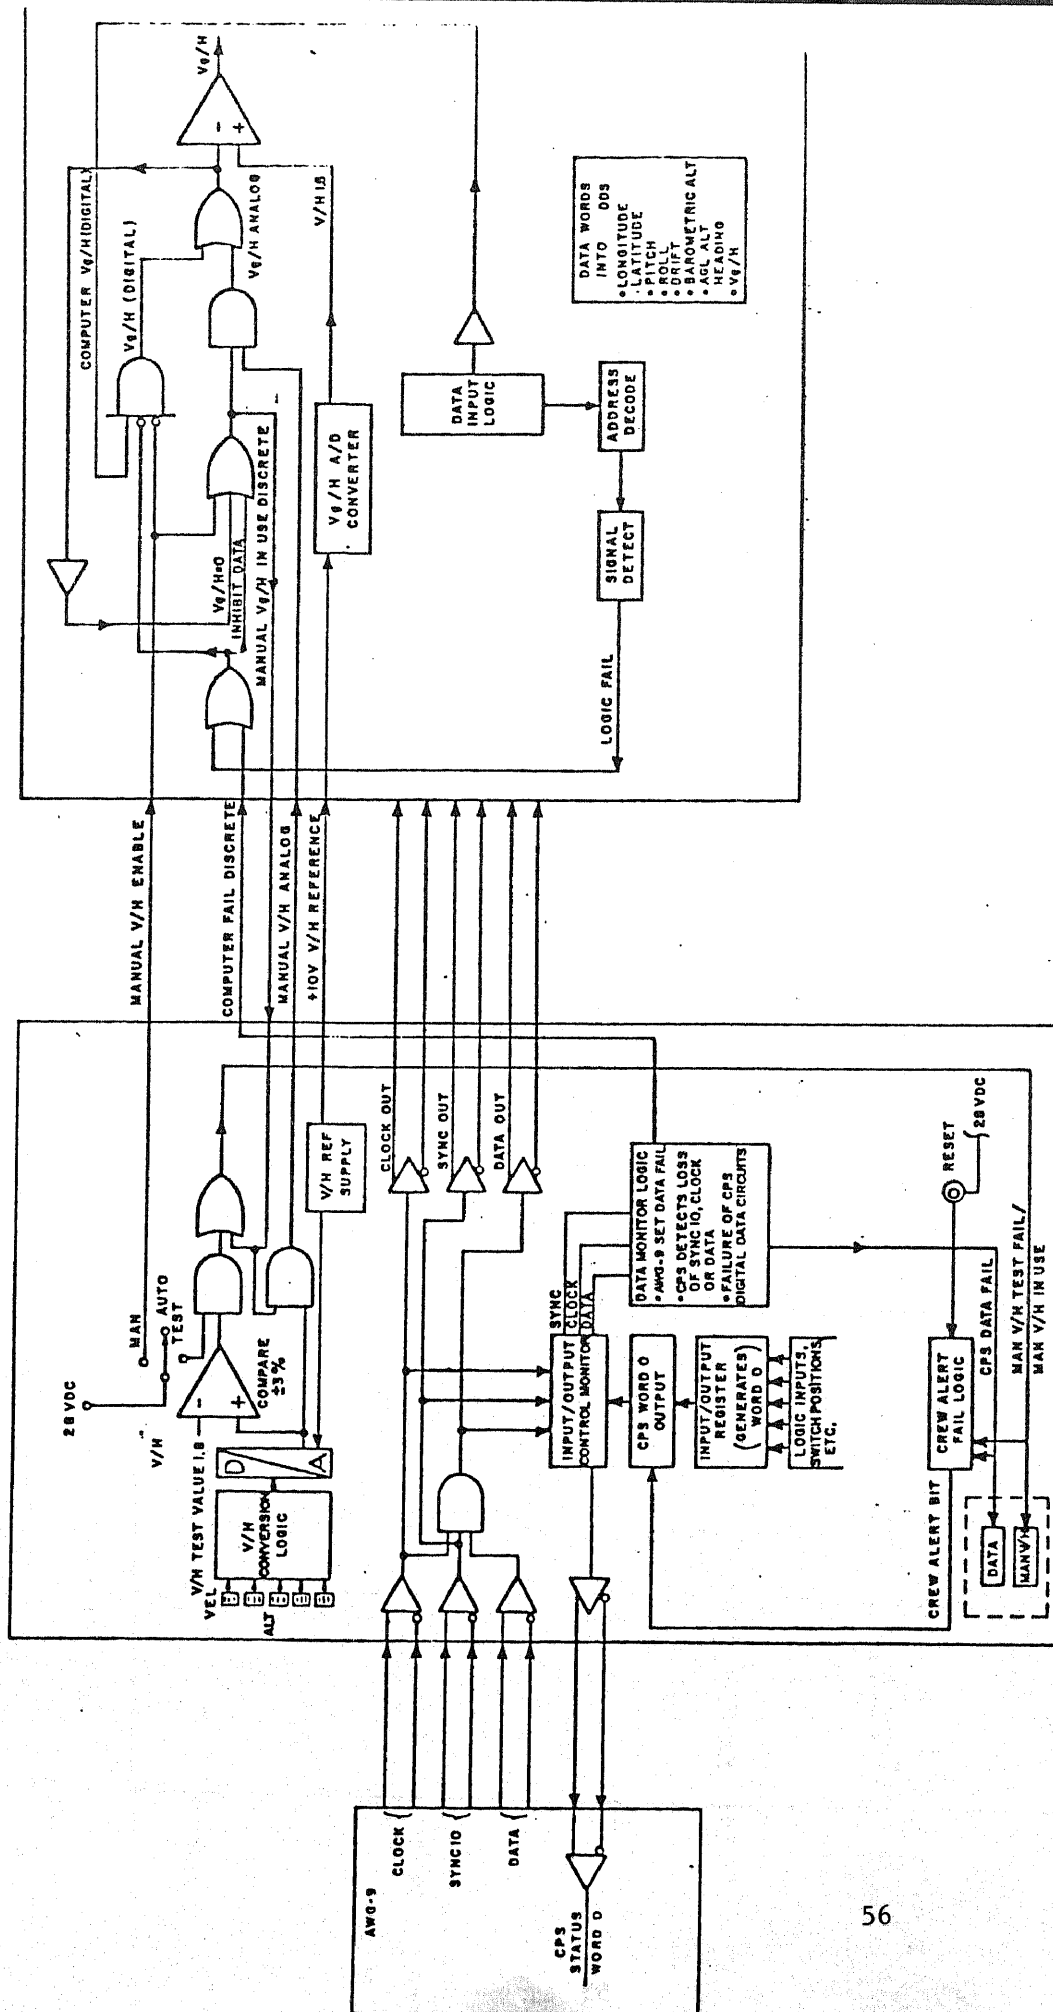 AWG-9
CLOCK
SYNC10
DATA
CPS
STATUS
WORD 0
28 VDC
MAN
AUTO
TEST
V/H
V/H TEST VALUE 1.8
VEL
ALT
V/H
CONVERSION
LOGIC
D
A
-
+
COMPARE
±3%
V/H REF
SUPPLY
CLOCK OUT
SYNC OUT
DATA OUT
INPUT/OUTPUT
CONTROL MONITOR
SYNC
CLOCK
DATA
DATA MONITOR LOGIC
• AWG-9 SET DATA FAIL
• CPS DETECTS LOSS
OF SYNC10, CLOCK
OR DATA
• FAILURE OF CPS
DIGITAL DATA CIRCUITS
CPS WORD 0
OUTPUT
INPUT/OUTPUT
REGISTER
(GENERATES)
WORD 0
LOGIC INPUTS,
SWITCH POSITIONS,
ETC.
CREW ALERT BIT
CREW ALERT
FAIL LOGIC
RESET
28 VDC
CPS DATA FAIL
MAN V/H TEST FAIL/
MAN V/H IN USE
DATA
MAN V/H
MANUAL V/H ENABLE
COMPUTER FAIL DISCRETE
MANUAL V/H ANALOG
+10V V/H REFERENCE
COMPUTER Vg/H (DIGITAL)
Vg/H (DIGITAL)
Vg/H=0
INHIBIT DATA
MANUAL Vg/H IN USE DISCRETE
Vg/H ANALOG
-
+
Vg/H
V/H 1.8
Vg/H A/D
CONVERTER
DATA
INPUT
LOGIC
ADDRESS
DECODE
SIGNAL
DETECT
LOGIC FAIL
DATA WORDS
INTO DDS
• LONGITUDE
• LATITUDE
• PITCH
• ROLL
• DRIFT
• BAROMETRIC ALT
• AGL ALT
HEADING
• Vg/H
56